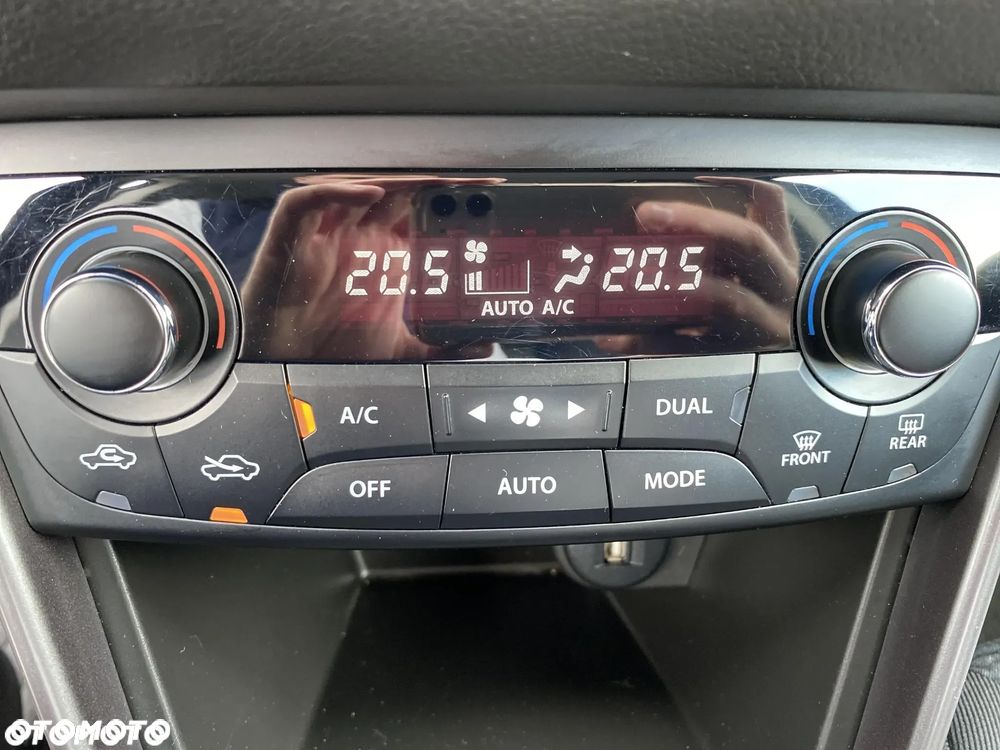 20.5 20.5
AUTO A/C
A/C DUAL
FRONT REAR
OFF AUTO MODE
OTOMOTO